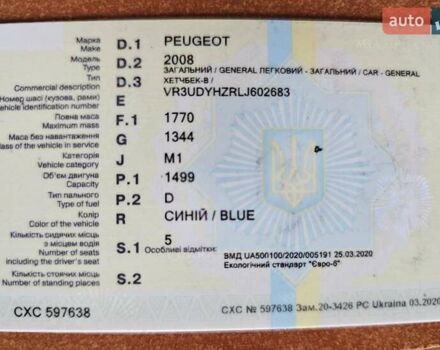 auto
Марка
Make
D.1
PEUGEOT
Модель
Type
D.2
2008
ЗАГАЛЬНИЙ / GENERAL ЛЕГКОВИЙ - ЗАГАЛЬНИЙ / CAR - GENERAL
Тип
Commercial description
D.3
ХЕТЧБЕК-В /
Номер шасі (кузова, рами)
Vehicle identification number
E
VR3UDYHZRLJ602683
Повна маса
Maximum mass
F.1
1770
Маса без навантаження
Mass of the vehicle in service
G
1344
Категорія
Vehicle category
J
M1
Об'єм двигуна
Capacity
P.1
1499
Тип пального
Type of fuel
P.2
D
Колір
Color of the vehicle
R
СИНІЙ / BLUE
Кількість сидячих місць
з місцем водія
Number of seats
including the driver's seat
S.1
5
Особливі відмітки:
ВМД UA500100/2020/005191 25.03.2020
Екологічний стандарт "Євро-6"
Кількість стоячих місць
Number of standing places
S.2
СХС 597638
СХС № 597638 Зам.20-3426 РС Ukraina 03.2020